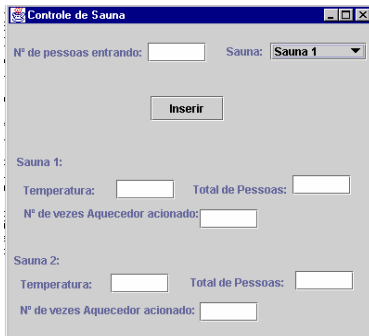 Controle de Sauna
Nº de pessoas entrando: Sauna: Sauna 1
Inserir
Sauna 1:
Temperatura: Total de Pessoas:
Nº de vezes Aquecedor acionado:
Sauna 2:
Temperatura: Total de Pessoas:
Nº de vezes Aquecedor acionado: